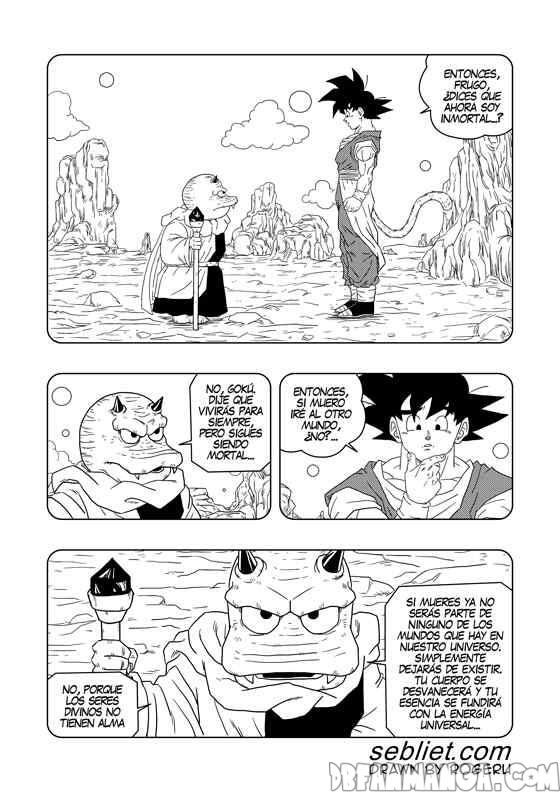 ENTONCES,
FRUGO,
¿DICES QUE
AHORA SOY
INMORTAL...?
NO, GOKÚ.
DIJE QUE
VIVIRÁS PARA
SIEMPRE,
PERO SIGUES
SIENDO
MORTAL...
ENTONCES,
SI MUERO
IRÉ AL OTRO
MUNDO,
¿NO?...
NO, PORQUE
LOS SERES
DIVINOS NO
TIENEN ALMA
SI MUERES YA NO
SERÁS PARTE DE
NINGUNO DE LOS
MUNDOS QUE HAY EN
NUESTRO UNIVERSO.
SIMPLEMENTE
DEJARÁS DE EXISTIR.
TU CUERPO SE
DESVANECERÁ Y TU
ESENCIA SE FUNDIRÁ
CON LA ENERGÍA
UNIVERSAL...
sebliet.com
DRAWN BY ROGERU
DBFANMANGA.COM